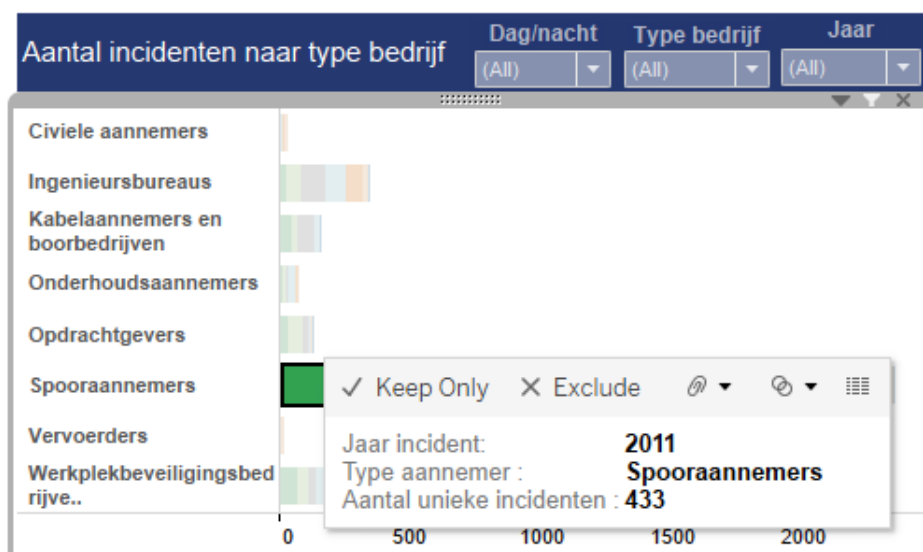 Aantal incidenten naar type bedrijf
Dag/nacht
Type bedrijf
Jaar
(All)
(All)
(All)
Civiele aannemers
Ingenieursbureaus
Kabelaannemers en
boorbedrijven
Onderhoudsaannemers
Opdrachtgevers
Spooraannemers
Keep Only
Exclude
Jaar incident: 2011
Type aannemer : Spooraannemers
Aantal unieke incidenten : 433
Vervoerders
Werkplekbeveiligingsbed
rijve..
0 500 1000 1500 2000